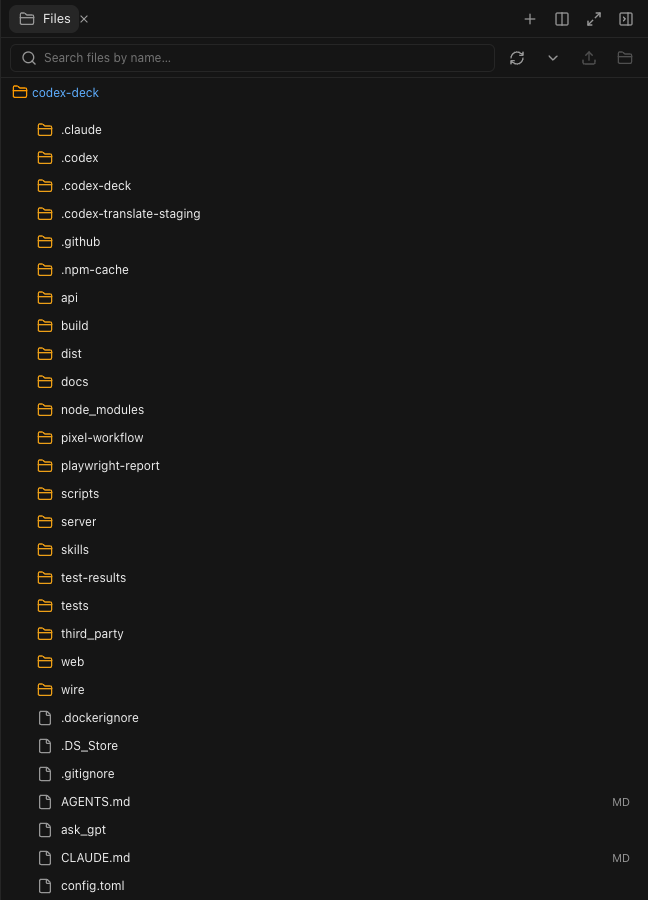 Files
Search files by name...
codex-deck
.claude
.codex
.codex-deck
.codex-translate-staging
.github
.npm-cache
api
build
dist
docs
node_modules
pixel-workflow
playwright-report
scripts
server
skills
test-results
tests
third_party
web
wire
.dockerignore
.DS_Store
.gitignore
AGENTS.md MD
ask_gpt
CLAUDE.md MD
config.toml